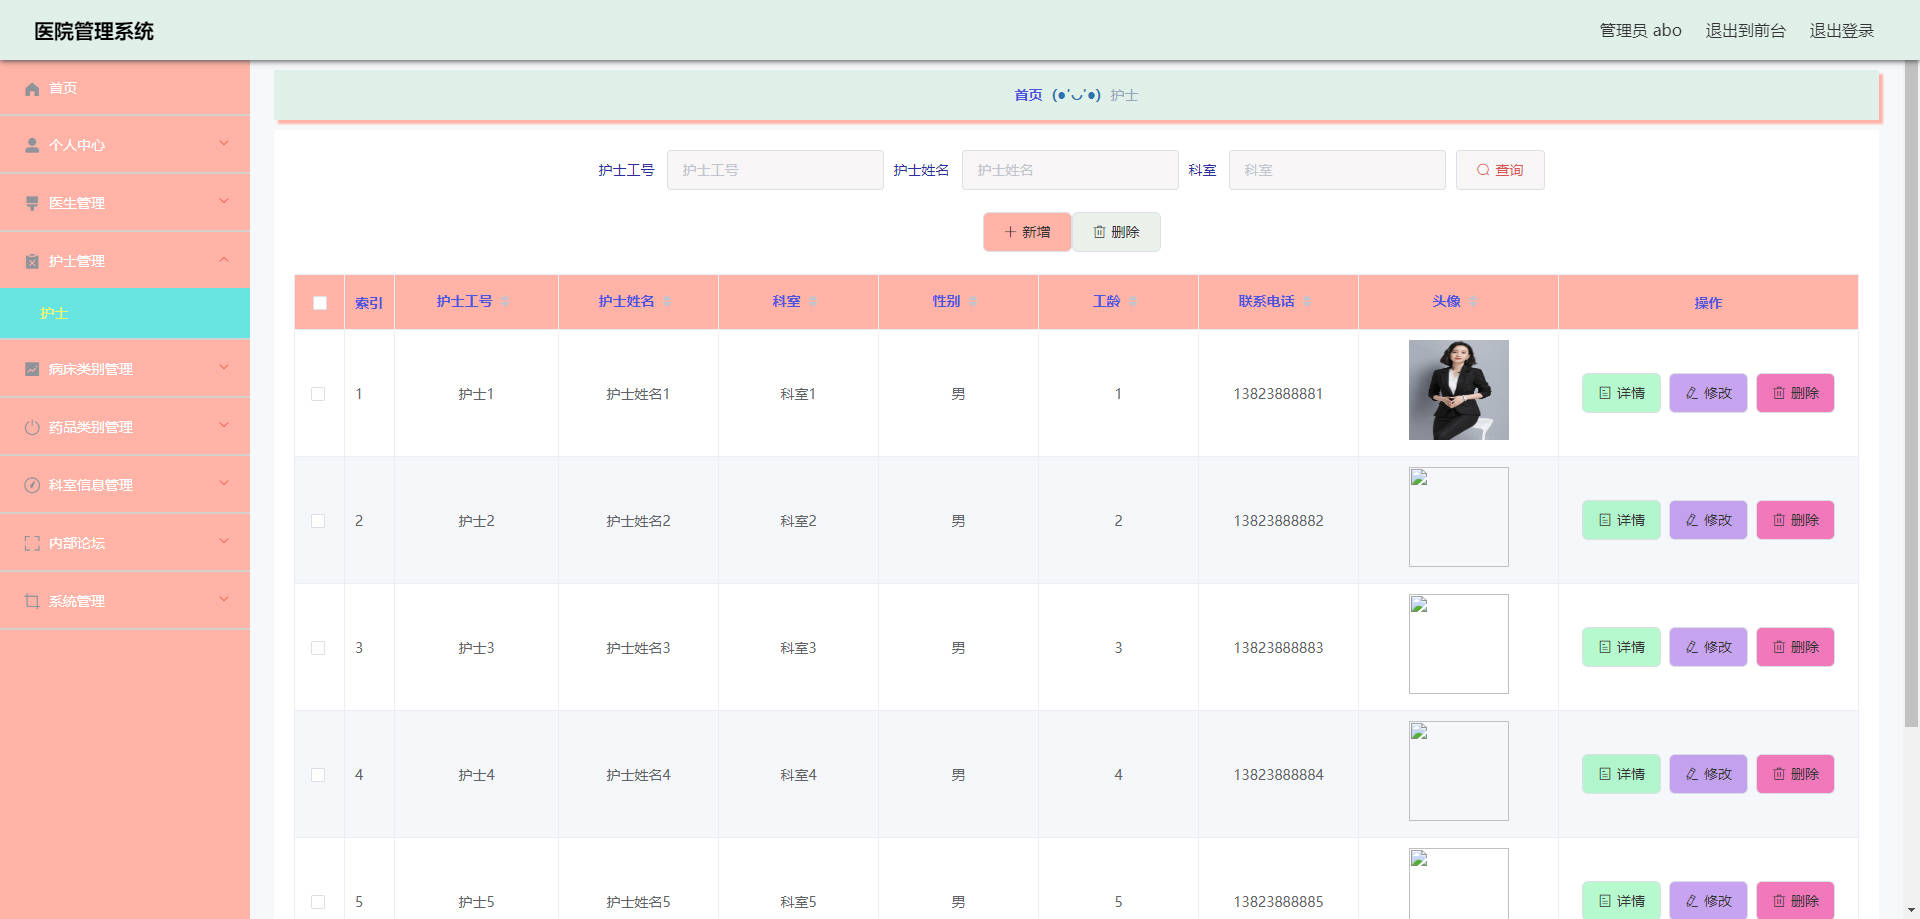 医院管理系统
管理员 abo 退出到前台 退出登录
首页
个人中心
医生管理
护士管理
护士
病床类别管理
药品类别管理
科室信息管理
内部论坛
系统管理
首页 (●'◡'●) 护士
护士工号 护士工号 护士姓名 护士姓名 科室 科室 查询
新增 删除
索引 护士工号 护士姓名 科室 性别 工龄 联系电话 头像 操作
1 护士1 护士姓名1 科室1 男 1 13823888881 详情 修改 删除
2 护士2 护士姓名2 科室2 男 2 13823888882 详情 修改 删除
3 护士3 护士姓名3 科室3 男 3 13823888883 详情 修改 删除
4 护士4 护士姓名4 科室4 男 4 13823888884 详情 修改 删除
5 护士5 护士姓名5 科室5 男 5 13823888885 详情 修改 删除